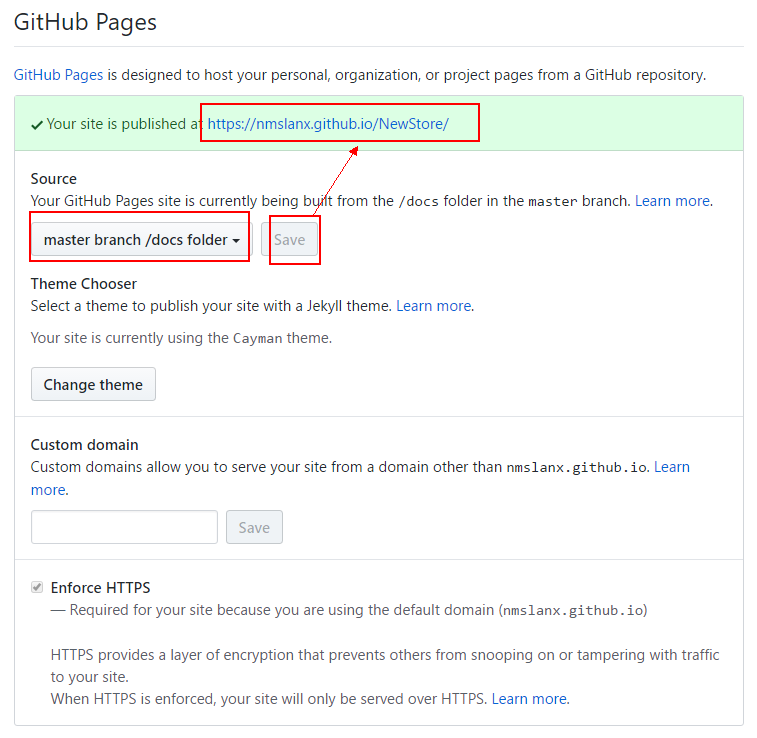 GitHub Pages
GitHub Pages is designed to host your personal, organization, or project pages from a GitHub repository.
Your site is published at https://nmslanx.github.io/NewStore/
Source
Your GitHub Pages site is currently being built from the /docs folder in the master branch. Learn more.
master branch /docs folder Save
Theme Chooser
Select a theme to publish your site with a Jekyll theme. Learn more.
Your site is currently using the Cayman theme.
Change theme
Custom domain
Custom domains allow you to serve your site from a domain other than nmslanx.github.io. Learn
more.
Save
Enforce HTTPS
— Required for your site because you are using the default domain (nmslanx.github.io)
HTTPS provides a layer of encryption that prevents others from snooping on or tampering with traffic
to your site.
When HTTPS is enforced, your site will only be served over HTTPS. Learn more.